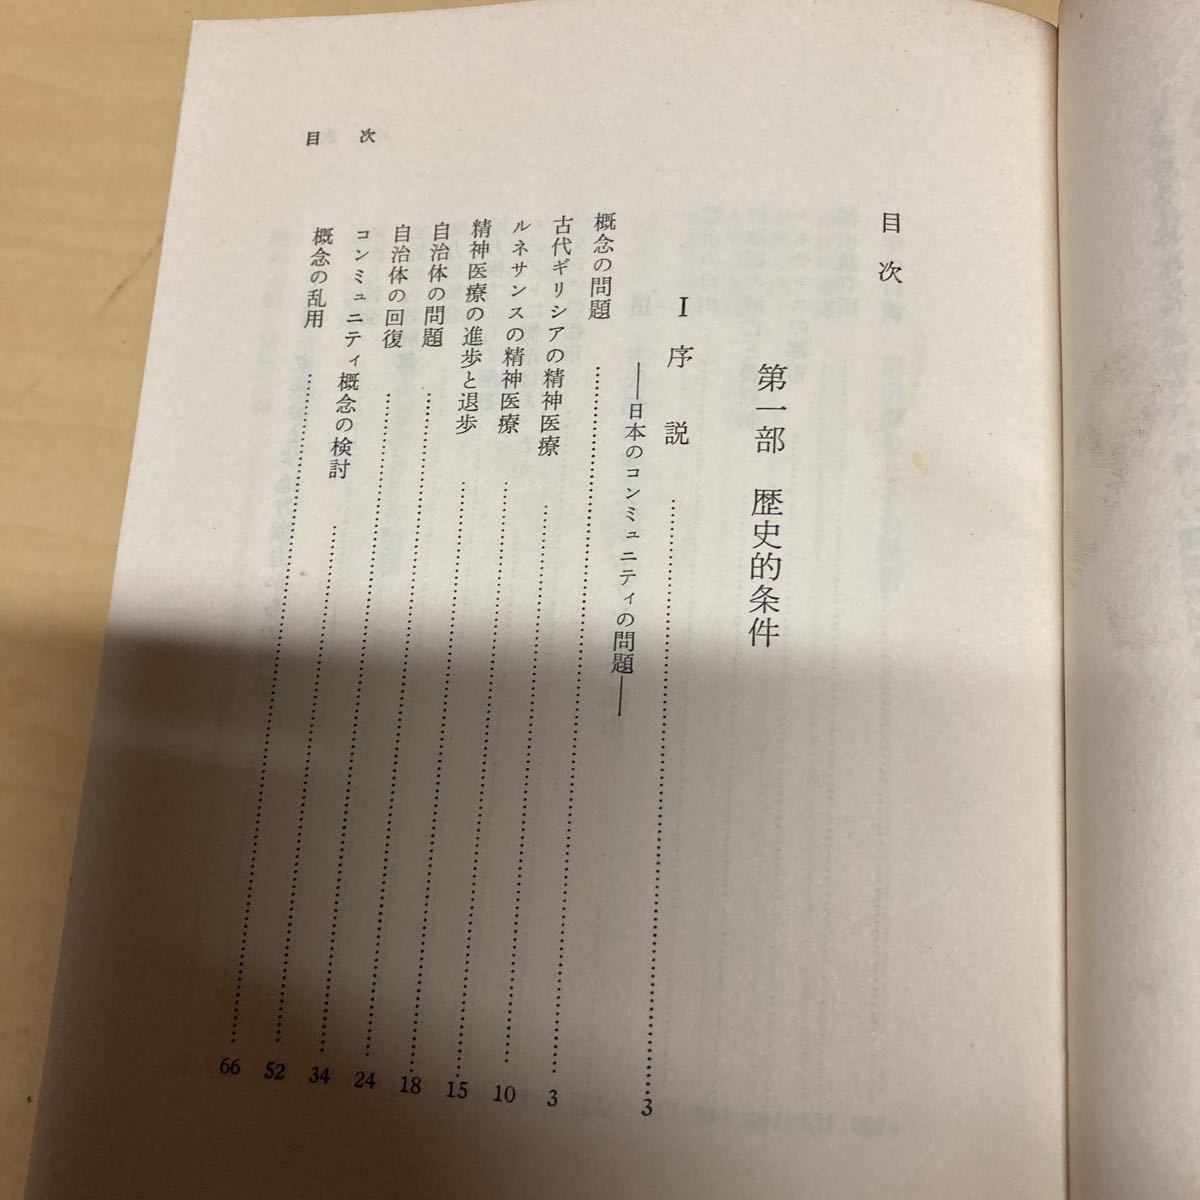 目次
第一部 歴史的条件
I 序説 3
――日本のコンミュニティの問題――
概念の問題 3
古代ギリシアの精神医療 10
ルネサンスの精神医療 15
精神医療の進歩と退歩 18
自治体の問題 24
自治体の回復 34
コンミュニティ概念の検討 52
概念の乱用 66
目次